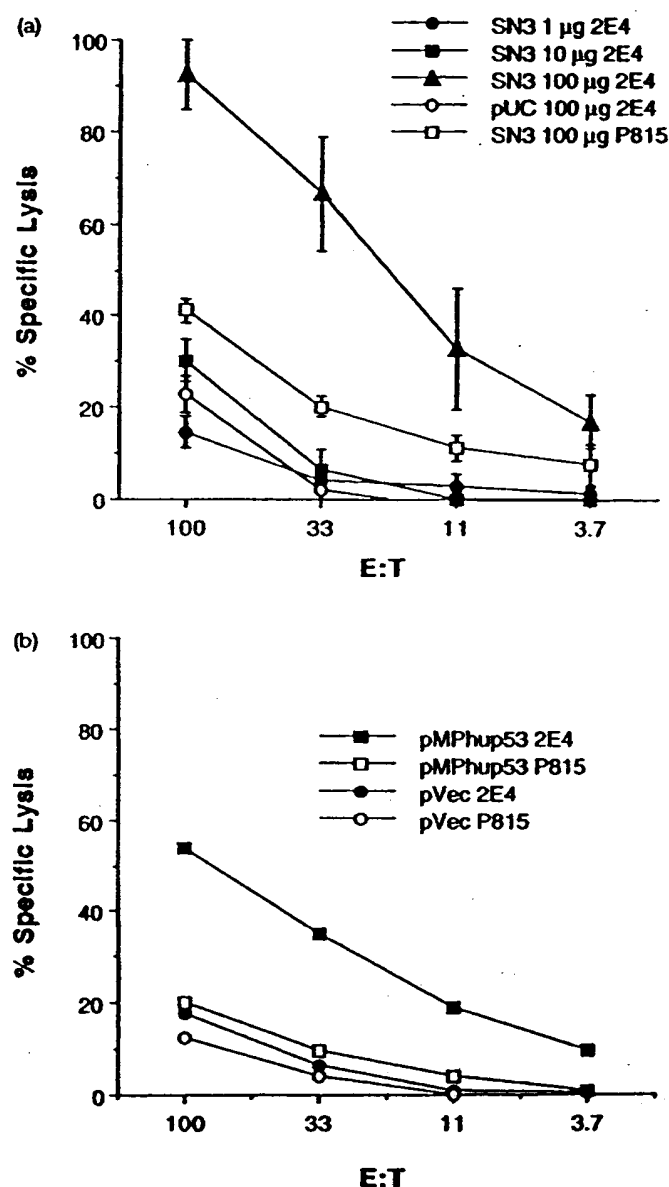 (a)
SN3 1 µg 2E4
SN3 10 µg 2E4
SN3 100 µg 2E4
pUC 100 µg 2E4
SN3 100 µg P815
100
80
60
40
20
0
% Specific Lysis
100 33 11 3.7
E:T
(b)
pMPhup53 2E4
pMPhup53 P815
pVec 2E4
pVec P815
100
80
60
40
20
0
% Specific Lysis
100 33 11 3.7
E:T